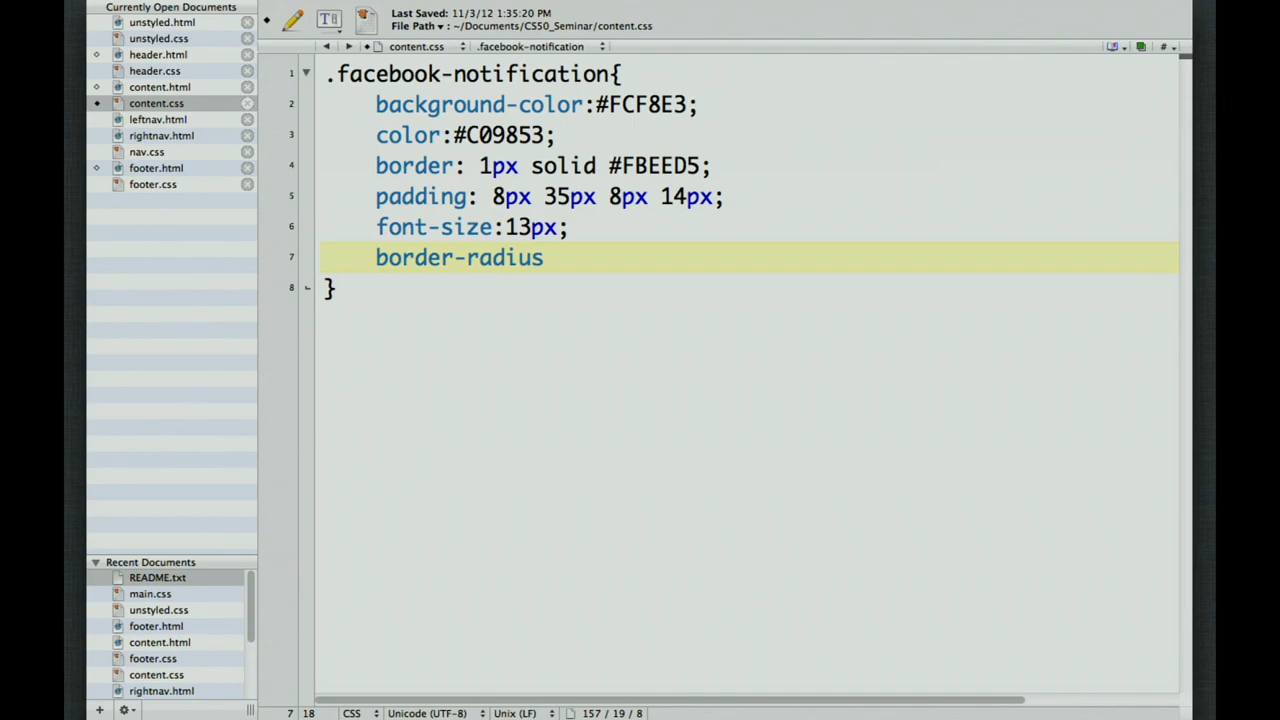 Currently Open Documents
unstyled.html
unstyled.css
header.html
header.css
content.html
content.css
leftnav.html
rightnav.html
nav.css
footer.html
footer.css
Recent Documents
README.txt
main.css
unstyled.css
footer.html
content.html
footer.css
content.css
rightnav.html
T
Last Saved: 11/3/12 1:35:20 PM
File Path ▾ : ~/Documents/CS50_Seminar/content.css
content.css
.facebook-notification
#
1 .facebook-notification{
2 background-color:#FCF8E3;
3 color:#C09853;
4 border: 1px solid #FBEED5;
5 padding: 8px 35px 8px 14px;
6 font-size:13px;
7 border-radius
8 }
7 18 CSS Unicode (UTF-8) Unix (LF) 157 / 19 / 8